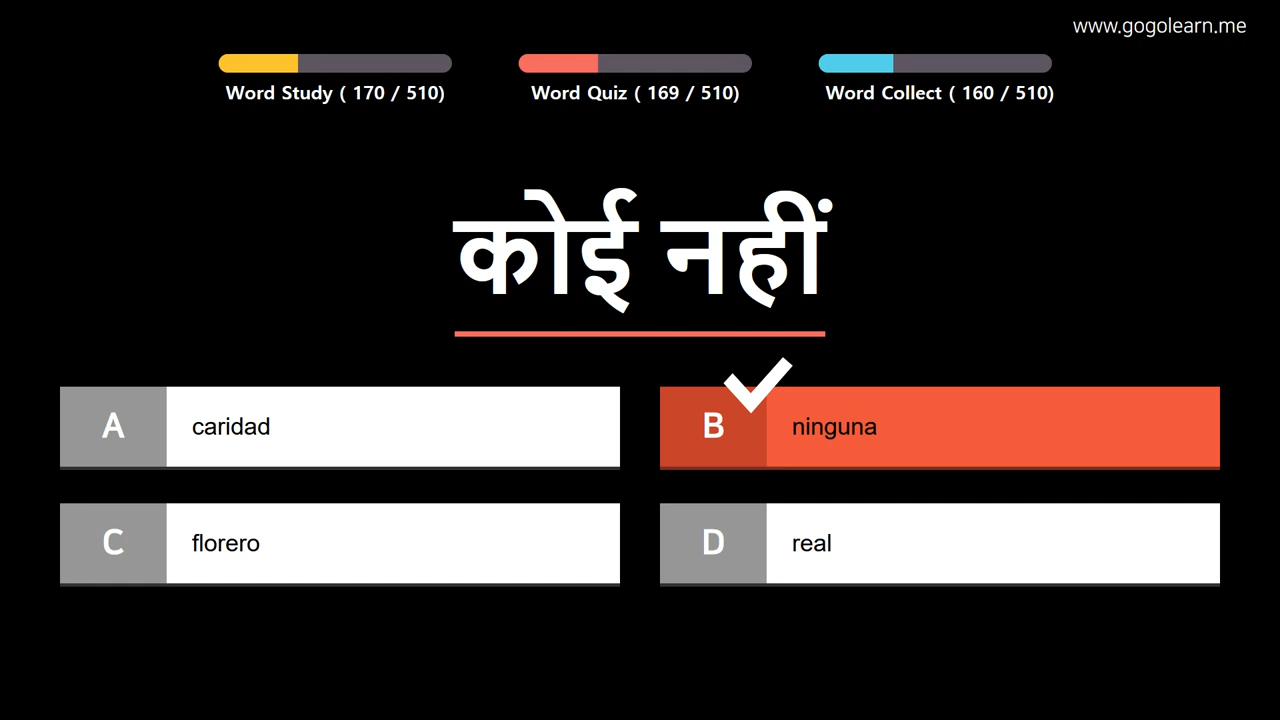 www.gogolearn.me
Word Study ( 170 / 510)
Word Quiz ( 169 / 510)
Word Collect ( 160 / 510)
कोई नहीं
A caridad
B ninguna
C florero
D real